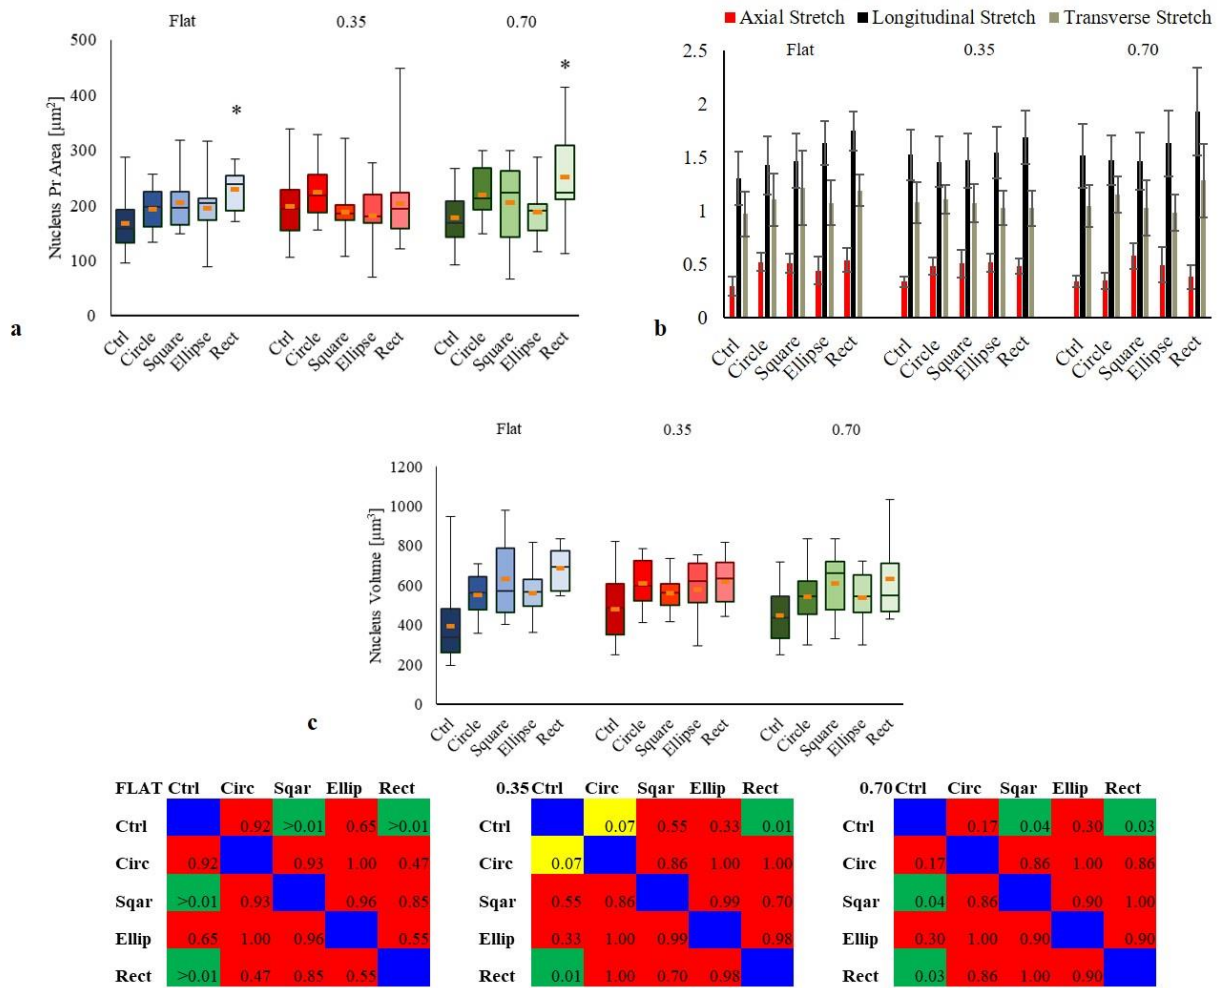 Flat 0.35 0.70
500
400
300
200
100
0
Nucleus Pr Area [µm²]
*
*
Ctrl Circle Square Ellipse Rect Ctrl Circle Square Ellipse Rect Ctrl Circle Square Ellipse Rect
a
Axial Stretch Longitudinal Stretch Transverse Stretch
Flat 0.35 0.70
2.5
2
1.5
1
0.5
0
Ctrl Circle Square Ellipse Rect Ctrl Circle Square Ellipse Rect Ctrl Circle Square Ellipse Rect
b
Flat 0.35 0.70
1200
1000
800
600
400
200
0
Nucleus Volume [µm³]
Ctrl Circle Square Ellipse Rect Ctrl Circle Square Ellipse Rect Ctrl Circle Square Ellipse Rect
c
FLAT Ctrl Circ Sqar Ellip Rect
Ctrl 0.92 >0.01 0.65 >0.01
Circ 0.92 0.93 1.00 0.47
Sqar >0.01 0.93 0.96 0.85
Ellip 0.65 1.00 0.96 0.55
Rect >0.01 0.47 0.85 0.55
0.35 Ctrl Circ Sqar Ellip Rect
Ctrl 0.07 0.55 0.33 0.01
Circ 0.07 0.86 1.00 1.00
Sqar 0.55 0.86 0.99 0.70
Ellip 0.33 1.00 0.99 0.98
Rect 0.01 1.00 0.70 0.98
0.70 Ctrl Circ Sqar Ellip Rect
Ctrl 0.17 0.04 0.30 0.03
Circ 0.17 0.86 1.00 0.86
Sqar 0.04 0.86 0.90 1.00
Ellip 0.30 1.00 0.90 0.90
Rect 0.03 0.86 1.00 0.90